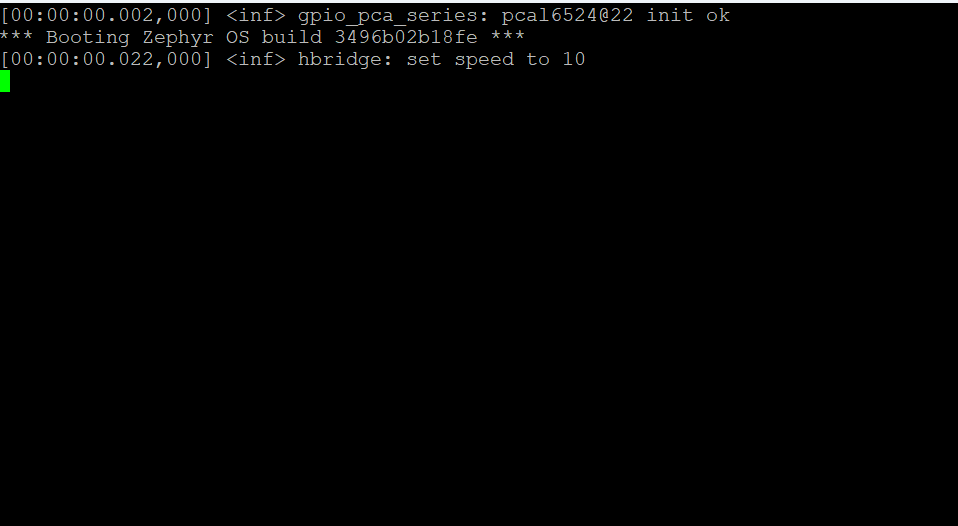 [00:00:00.002,000] <inf> gpio_pca_series: pcal6524@22 init ok
*** Booting Zephyr OS build 3496b02b18fe ***
[00:00:00.022,000] <inf> hbridge: set speed to 10